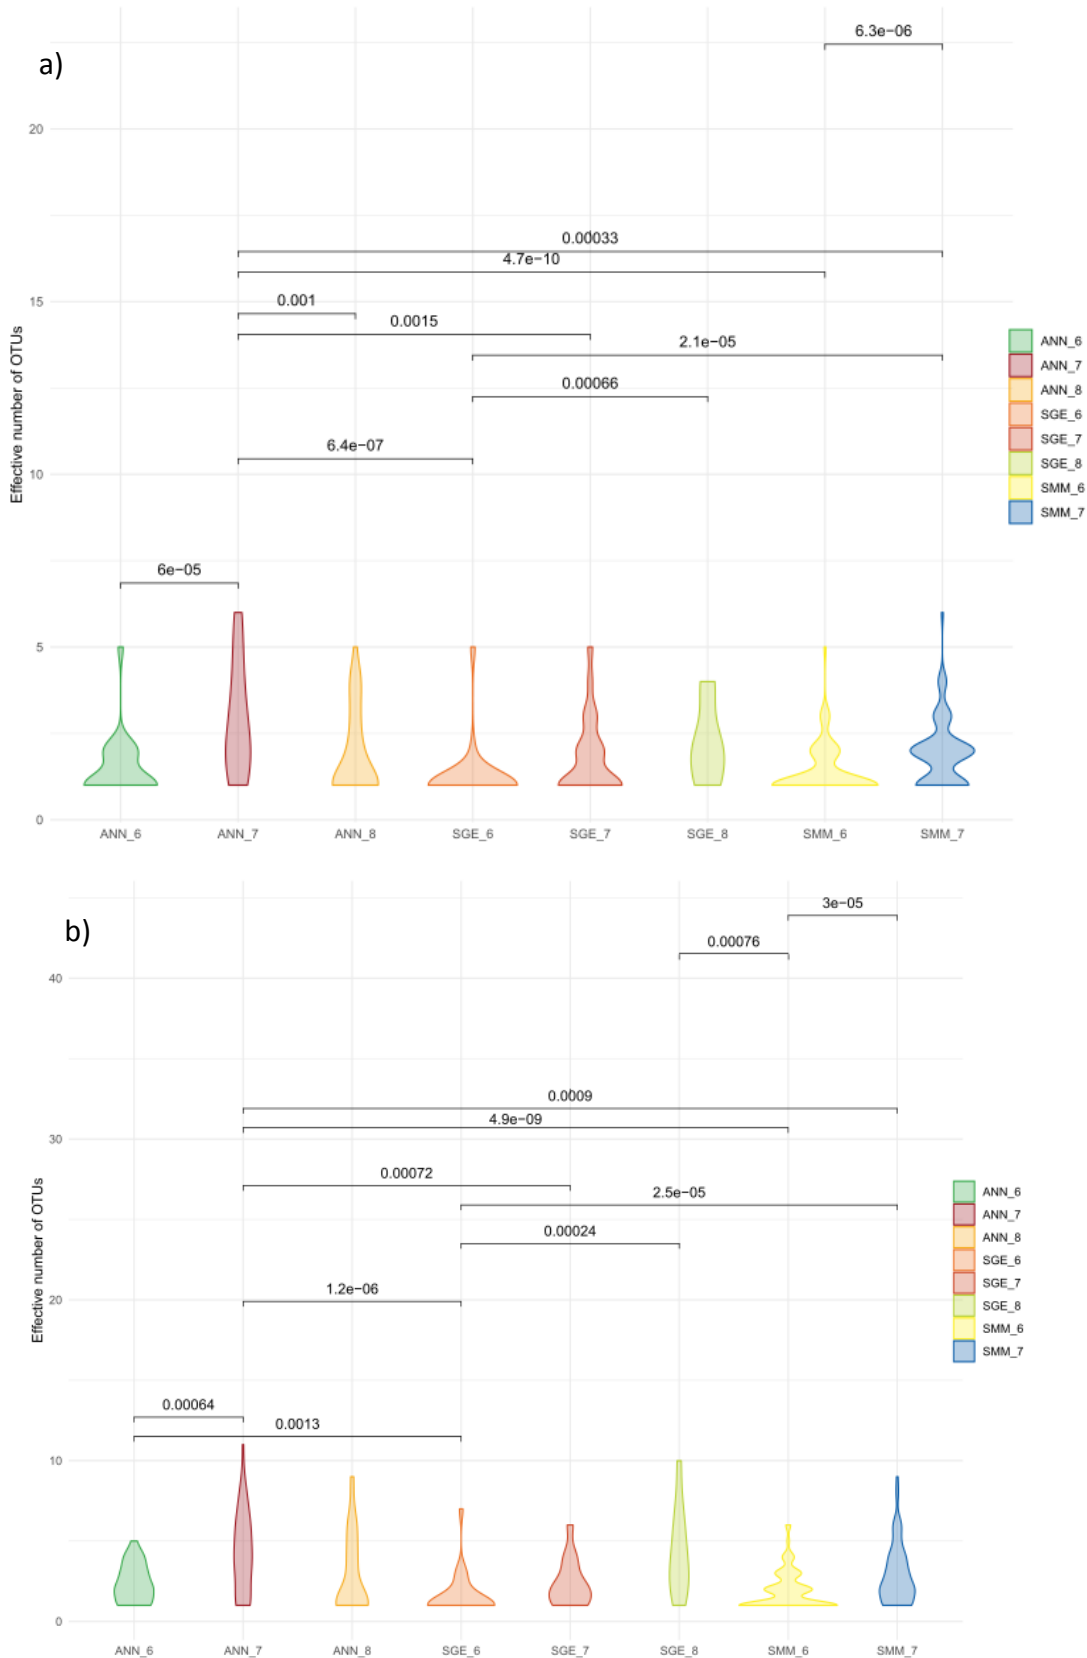 a)
6.3e−06
20
0.00033
4.7e−10
15
0.001
0.0015
2.1e−05
0.00066
6.4e−07
10
6e−05
5
0
Effective number of OTUs
ANN_6 ANN_7 ANN_8 SGE_6 SGE_7 SGE_8 SMM_6 SMM_7
ANN_6
ANN_7
ANN_8
SGE_6
SGE_7
SGE_8
SMM_6
SMM_7
b)
3e−05
0.00076
40
0.0009
4.9e−09
30
0.00072
2.5e−05
0.00024
1.2e−06
20
0.00064
0.0013
10
0
Effective number of OTUs
ANN_6 ANN_7 ANN_8 SGE_6 SGE_7 SGE_8 SMM_6 SMM_7
ANN_6
ANN_7
ANN_8
SGE_6
SGE_7
SGE_8
SMM_6
SMM_7